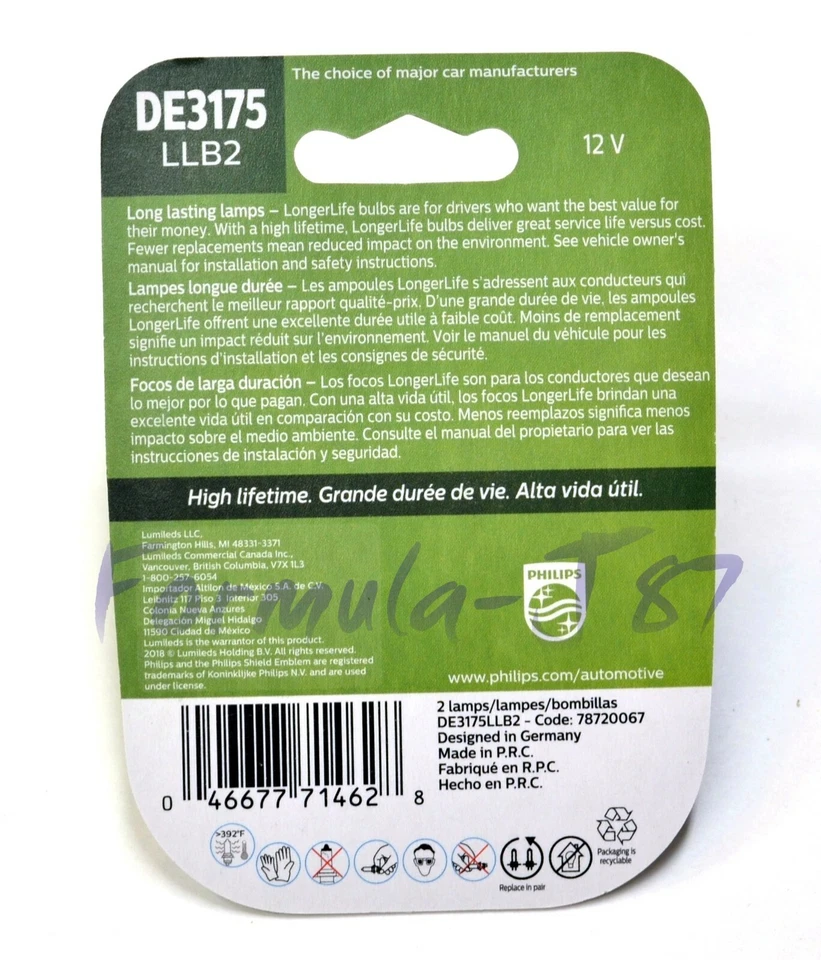 The choice of major car manufacturers
DE3175
LLB2
12 V
Long lasting lamps – LongerLife bulbs are for drivers who want the best value for
their money. With a high lifetime, LongerLife bulbs deliver great service life versus cost.
Fewer replacements mean reduced impact on the environment. See vehicle owner's
manual for installation and safety instructions.
Lampes longue durée – Les ampoules LongerLife s'adressent aux conducteurs qui
recherchent le meilleur rapport qualité-prix. D'une grande durée de vie, les ampoules
LongerLife offrent une excellente durée utile à faible coût. Moins de remplacement
signifie un impact réduit sur l'environnement. Voir le manuel du véhicule pour les
instructions d'installation et les consignes de sécurité.
Focos de larga duración – Los focos LongerLife son para los conductores que desean
lo mejor por lo que pagan. Con una alta vida útil, los focos LongerLife brindan una
excelente vida útil en comparación con su costo. Menos reemplazos significa menos
impacto sobre el medio ambiente. Consulte el manual del propietario para ver las
instrucciones de instalación y seguridad.
High lifetime. Grande durée de vie. Alta vida útil.
Lumileds LLC,
Farmington Hills, MI 48331-3371
Lumileds Commercial Canada Inc.,
Vancouver, British Columbia, V7X 1L3
1-800-257-6054
Importador Altilon de México S.A. de C.V.
Leibnitz 117 Piso 3 Interior 305
Colonia Nueva Anzures
Delegación Miguel Hidalgo
11590 Ciudad de México
Lumileds is the warrantor of this product.
2018 © Lumileds Holding B.V. All rights reserved.
Philips and the Philips Shield Emblem are registered
trademarks of Koninklijke Philips N.V. and are used
under license.
PHILIPS
Formula-J 87
www.philips.com/automotive
2 lamps/lampes/bombillas
DE3175LLB2 - Code: 78720067
Designed in Germany
Made in P.R.C.
Fabriqué en R.P.C.
Hecho en P.R.C.
0 46677 71462 8
>392°F
Replace in pair
Packaging is
recyclable